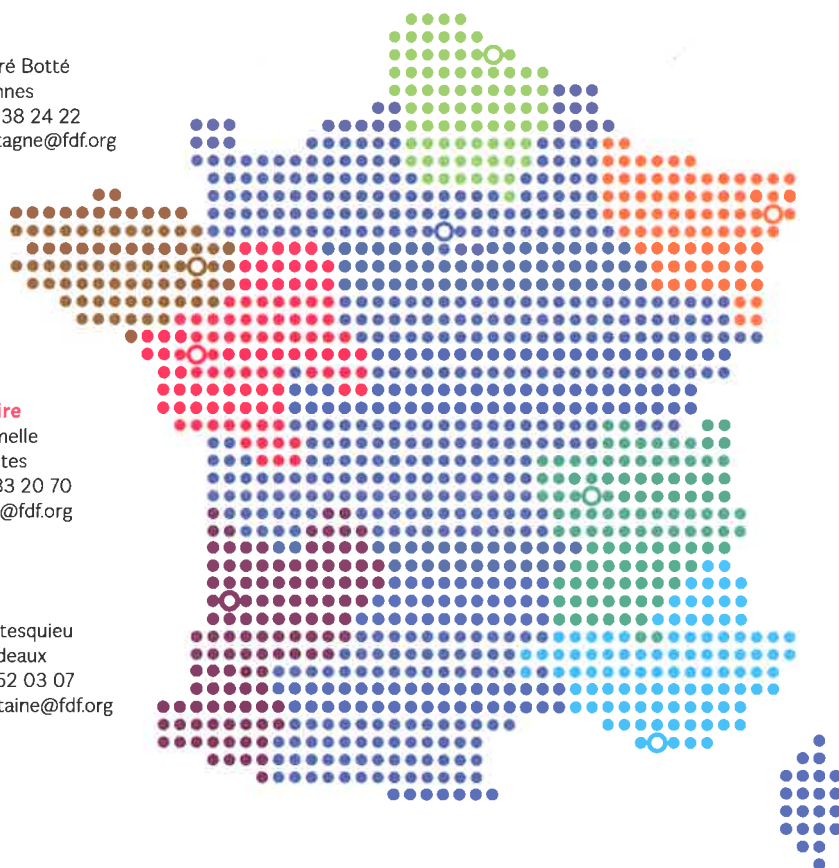 ré Botté
nnes
38 24 22
tagne@fdf.org
ire
nelle
tes
33 20 70
@fdf.org
tesquieu
deaux
52 03 07
taine@fdf.org